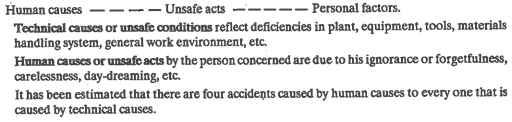 Human causes — — — — Unsafe acts — — — — — Personal factors.
Technical causes or unsafe conditions reflect deficiencies in plant, equipment, tools, materials
handling system, general work environment, etc.
Human causes or unsafe acts by the person concerned are due to his ignorance or forgetfulness,
carelessness, day-dreaming, etc.
It has been estimated that there are four accidents caused by human causes to every one that is
caused by technical causes.